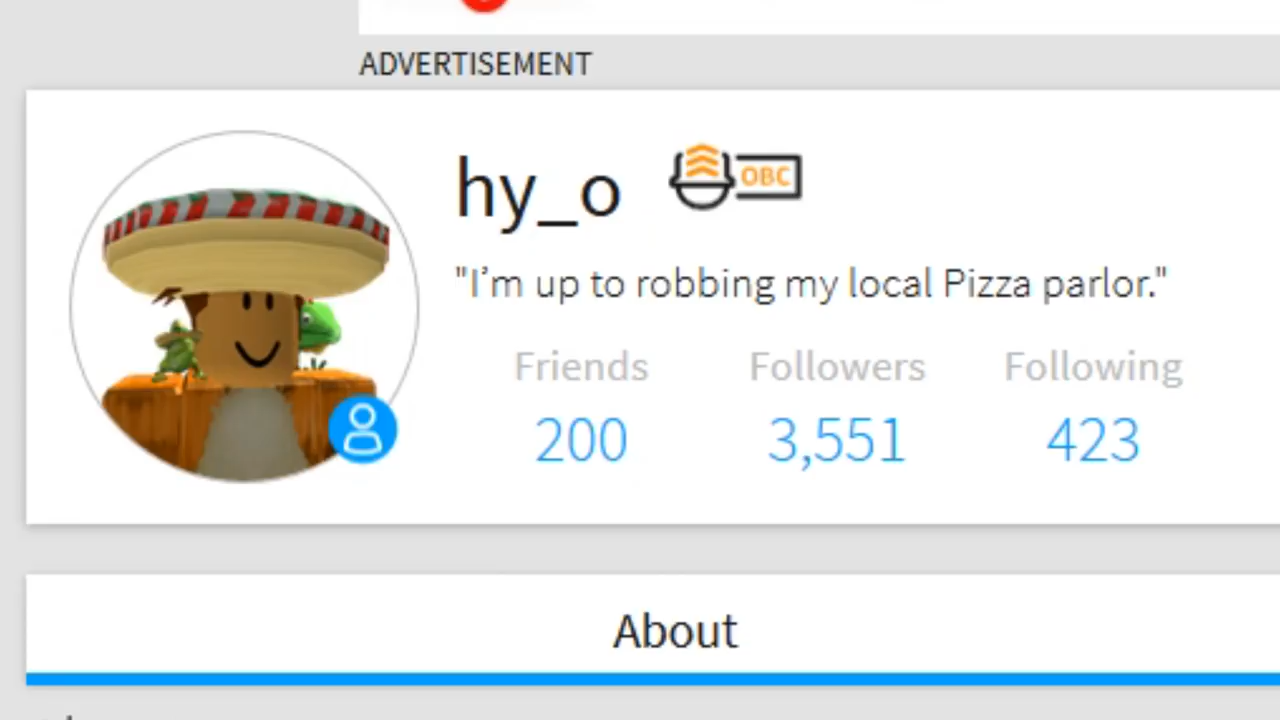 ADVERTISEMENT
hy_o OBC
"I’m up to robbing my local Pizza parlor."
Friends Followers Following
200 3,551 423
About